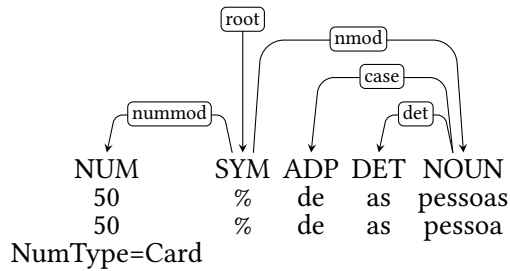 root
nmod
case
nummod
det
NUM SYM ADP DET NOUN
50 % de as pessoas
50 % de as pessoa
NumType=Card